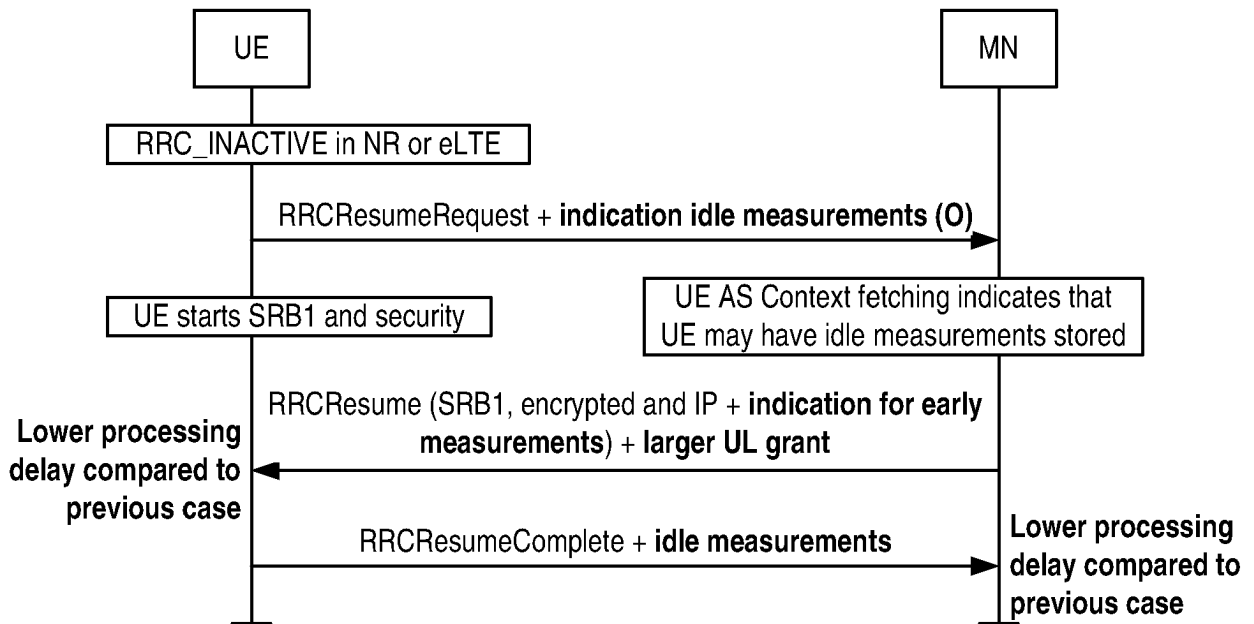 UE
MN
RRC_INACTIVE in NR or eLTE
RRCResumeRequest + indication idle measurements (O)
UE starts SRB1 and security
UE AS Context fetching indicates that
UE may have idle measurements stored
RRCResume (SRB1, encrypted and IP + indication for early
measurements) + larger UL grant
Lower processing
delay compared to
previous case
RRCResumeComplete + idle measurements
Lower processing
delay compared to
previous case